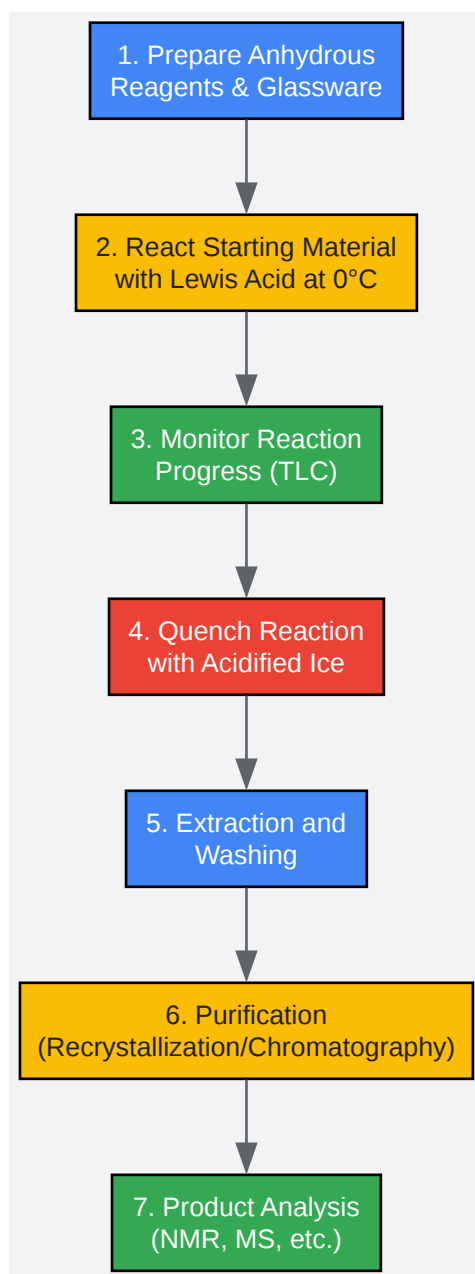 1. Prepare Anhydrous
Reagents & Glassware
2. React Starting Material
with Lewis Acid at 0°C
3. Monitor Reaction
Progress (TLC)
4. Quench Reaction
with Acidified Ice
5. Extraction and
Washing
6. Purification
(Recrystallization/Chromatography)
7. Product Analysis
(NMR, MS, etc.)